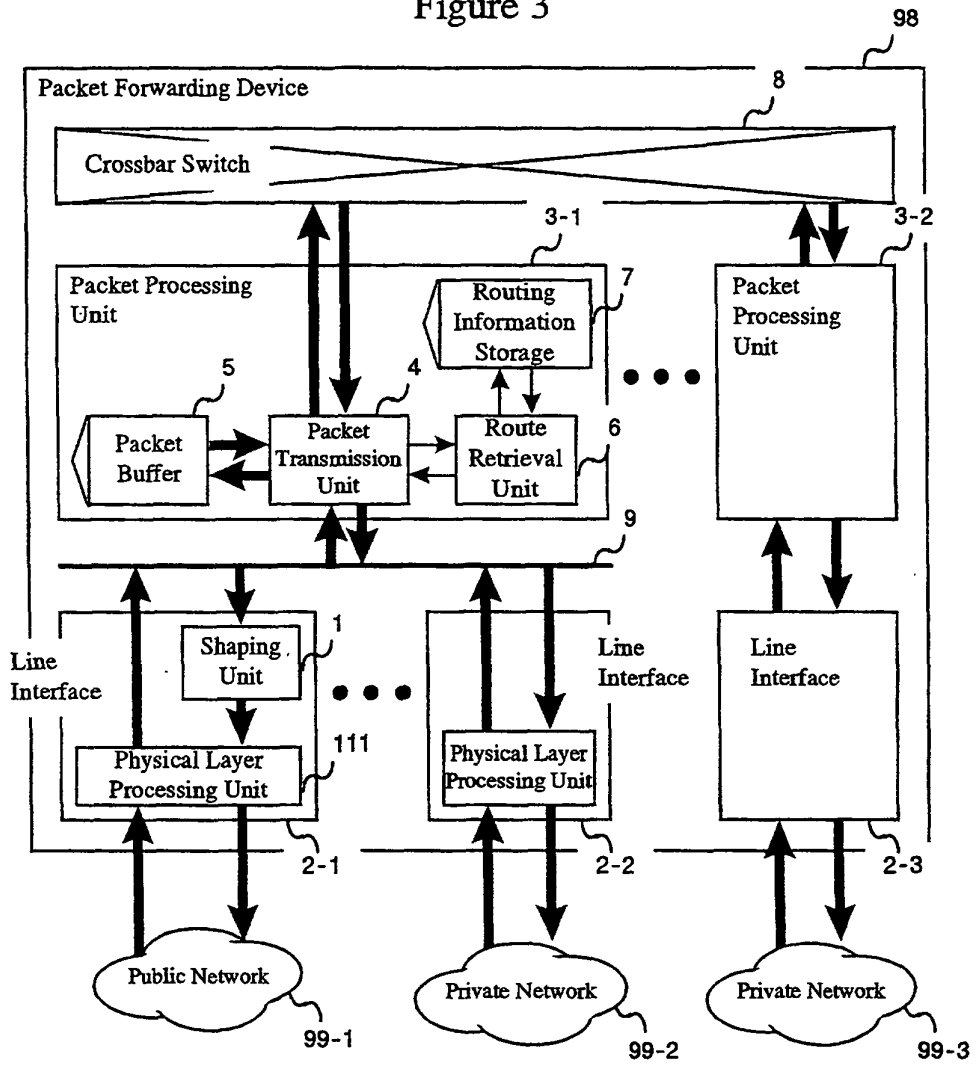 Figure 3
98
Packet Forwarding Device
8
Crossbar Switch
3-1
3-2
Packet Processing
Unit
7
Routing
Information
Storage
Packet
Processing
Unit
5
4
Packet
Buffer
Packet
Transmission
Unit
Route
Retrieval
Unit
6
9
Line
Interface
Shaping
Unit
1
Line
Interface
Line
Interface
Physical Layer
Processing Unit
111
Physical Layer
Processing Unit
2-1
2-2
2-3
Public Network
Private Network
Private Network
99-1
99-2
99-3